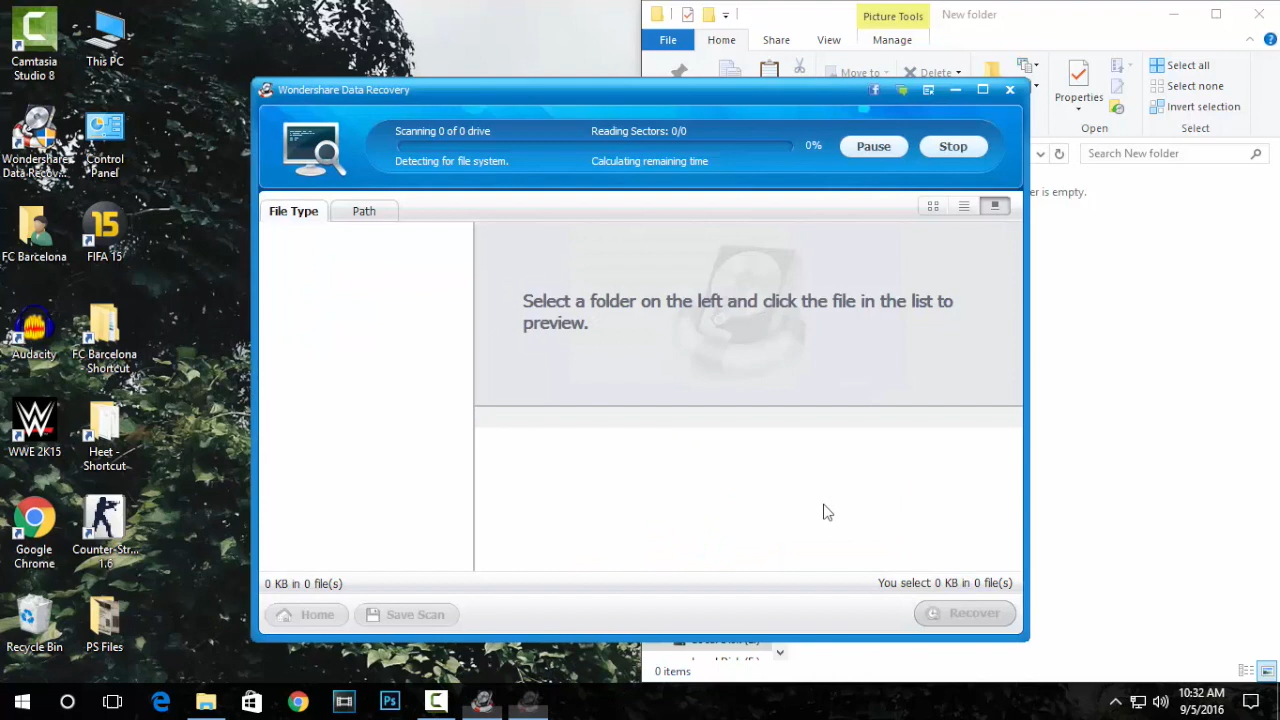 Camtasia
Studio 8
This PC
Wondershare
Data Recov...
Control
Panel
FC Barcelona
15
FIFA 15
Audacity
FC Barcelona
Shortcut
W
WWE 2K15
Heet -
Shortcut
Google
Chrome
Counter-Str...
1.6
Recycle Bin
PS Files
Picture Tools
New folder
File
Home
Share
View
Manage
Move to
Delete
Properties
Select all
Select none
Invert selection
Open
Select
Search New folder
er is empty.
Wondershare Data Recovery
Scanning 0 of 0 drive
Reading Sectors: 0/0
0%
Pause
Stop
Detecting for file system.
Calculating remaining time
File Type
Path
Select a folder on the left and click the file in the list to
preview.
0 KB in 0 file(s)
You select 0 KB in 0 file(s)
Home
Save Scan
Recover
0 items
Ps
10:32 AM
9/5/2016